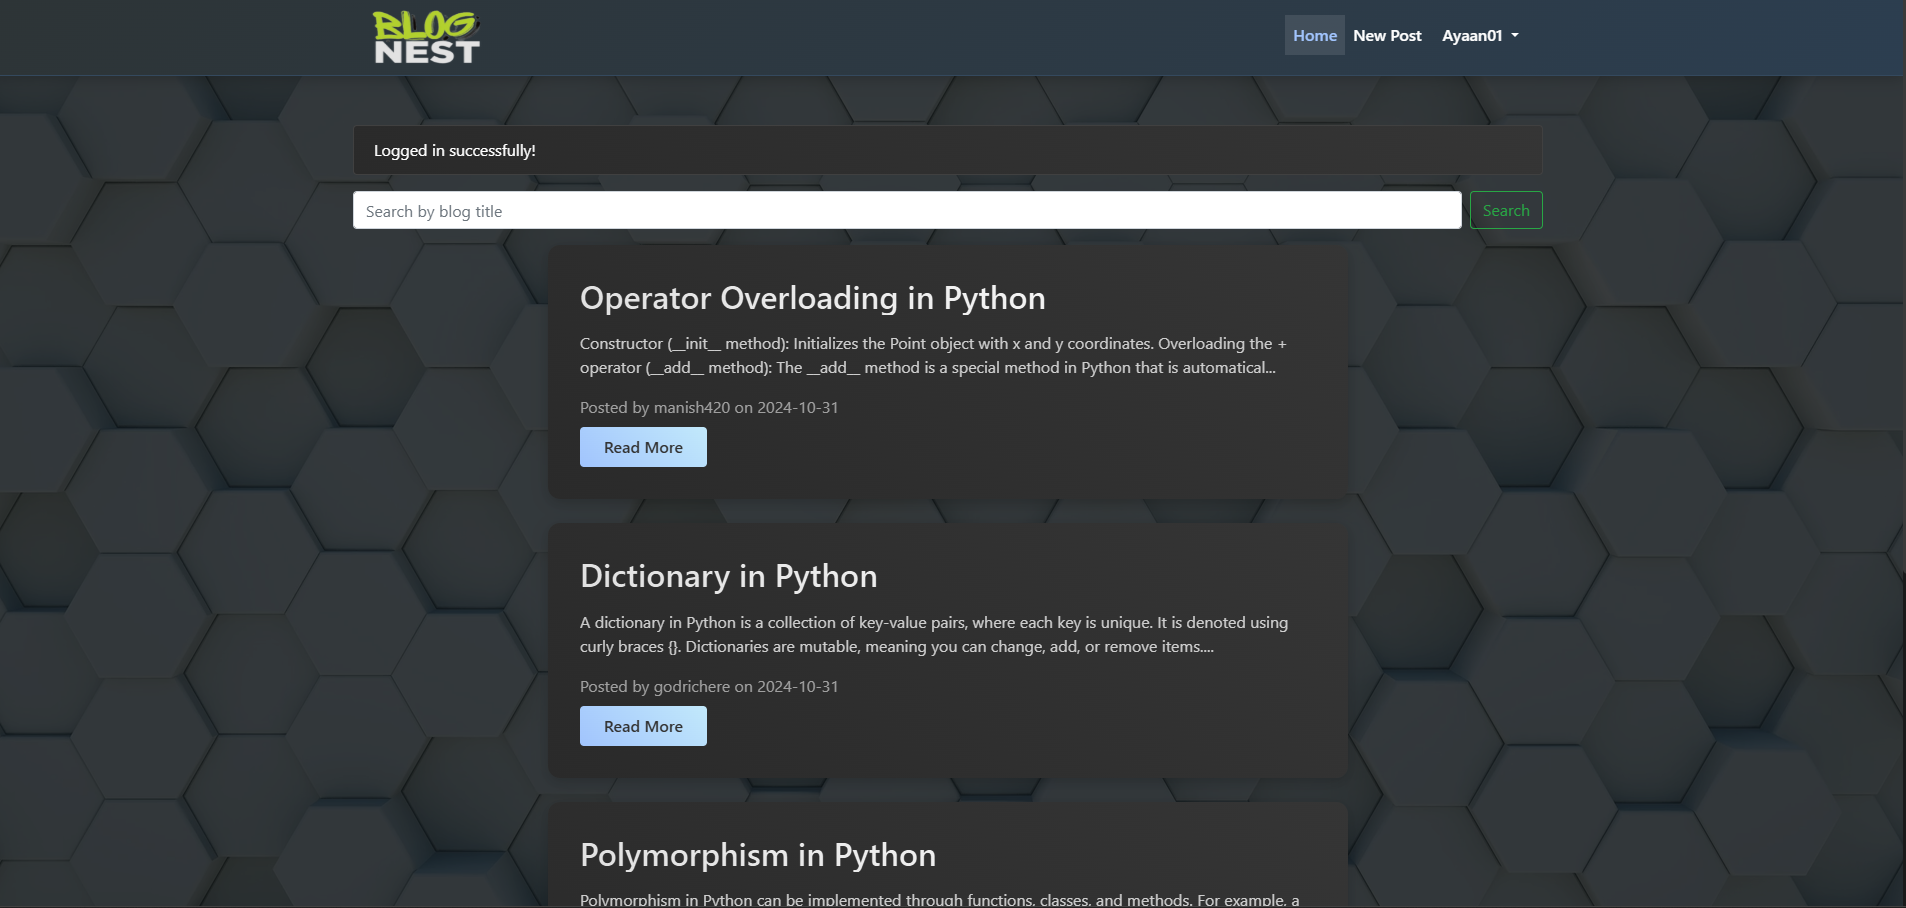 BLOG
NEST
Home New Post Ayaan01
Logged in successfully!
Search by blog title Search
Operator Overloading in Python
Constructor (__init__ method): Initializes the Point object with x and y coordinates. Overloading the +
operator (__add__ method): The __add__ method is a special method in Python that is automatical...
Posted by manish420 on 2024-10-31
Read More
Dictionary in Python
A dictionary in Python is a collection of key-value pairs, where each key is unique. It is denoted using
curly braces {}. Dictionaries are mutable, meaning you can change, add, or remove items....
Posted by godrichere on 2024-10-31
Read More
Polymorphism in Python
Polymorphism in Python can be implemented through functions, classes, and methods. For example, a